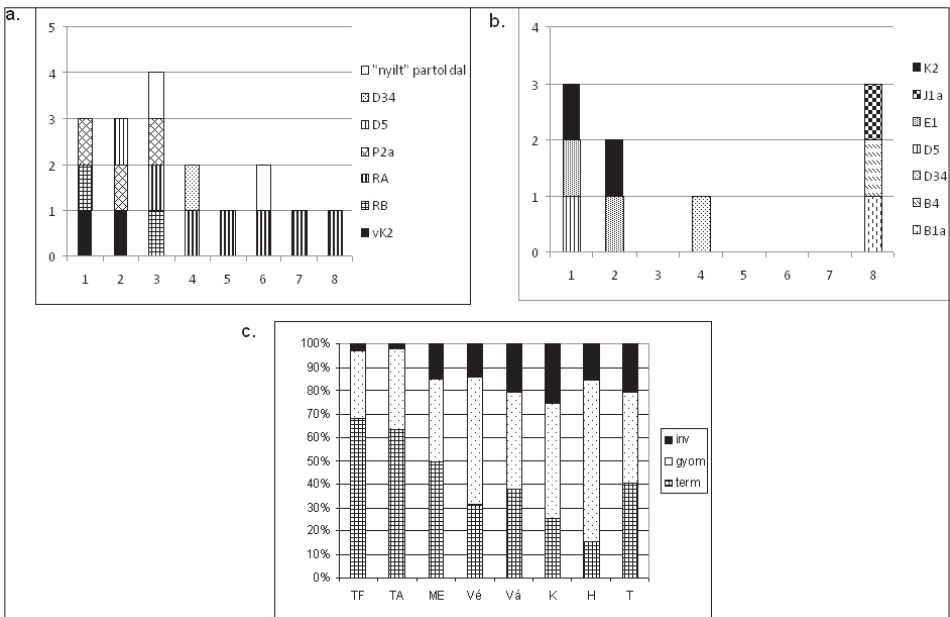 a.
5
4
3
2
1
0
1 2 3 4 5 6 7 8
"nyílt" partoldal
D34
D5
P2a
RA
RB
vK2
b.
4
3
2
1
0
1 2 3 4 5 6 7 8
K2
J1a
E1
D5
D34
B4
B1a
c.
100%
90%
80%
70%
60%
50%
40%
30%
20%
10%
0%
TF TA ME Vé Vá K H T
inv
gyom
term